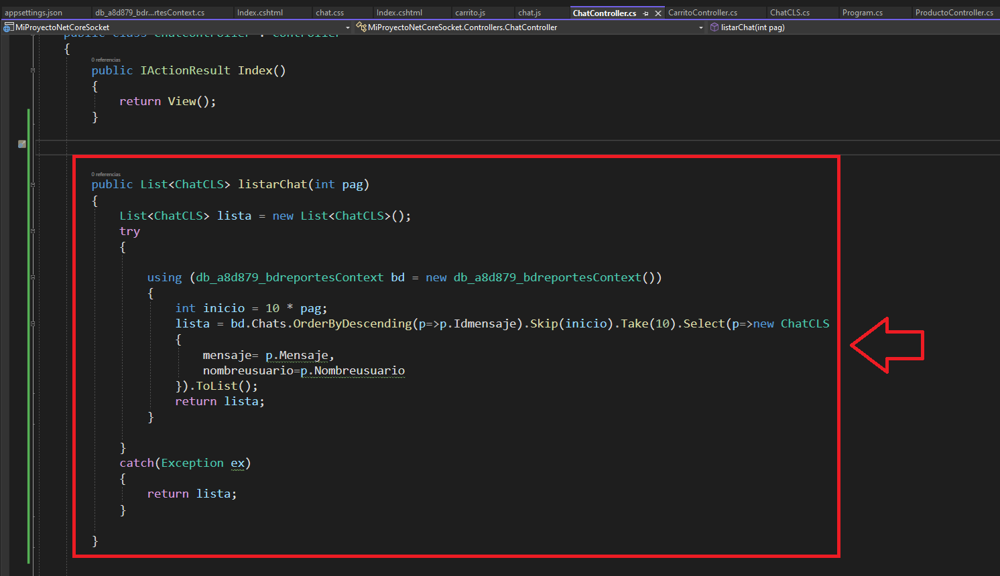 appsettings.json db_a8d879_bdr...rtesContext.cs Index.cshtml chat.css Index.cshtml carrito.js chat.js ChatController.cs CarritoController.cs ChatCLS.cs Program.cs ProductoController.cs
MiProyectoNetCoreSocket MiProyectoNetCoreSocket.Controllers.ChatController listarChat(int pag)
public class ChatController : Controller
{
0 referencias
public IActionResult Index()
{
return View();
}
0 referencias
public List<ChatCLS> listarChat(int pag)
{
List<ChatCLS> lista = new List<ChatCLS>();
try
{
using (db_a8d879_bdreportesContext bd = new db_a8d879_bdreportesContext())
{
int inicio = 10 * pag;
lista = bd.Chats.OrderByDescending(p=>p.Idmensaje).Skip(inicio).Take(10).Select(p=>new ChatCLS
{
mensaje= p.Mensaje,
nombreusuario=p.Nombreusuario
}).ToList();
return lista;
}
}
catch(Exception ex)
{
return lista;
}
}